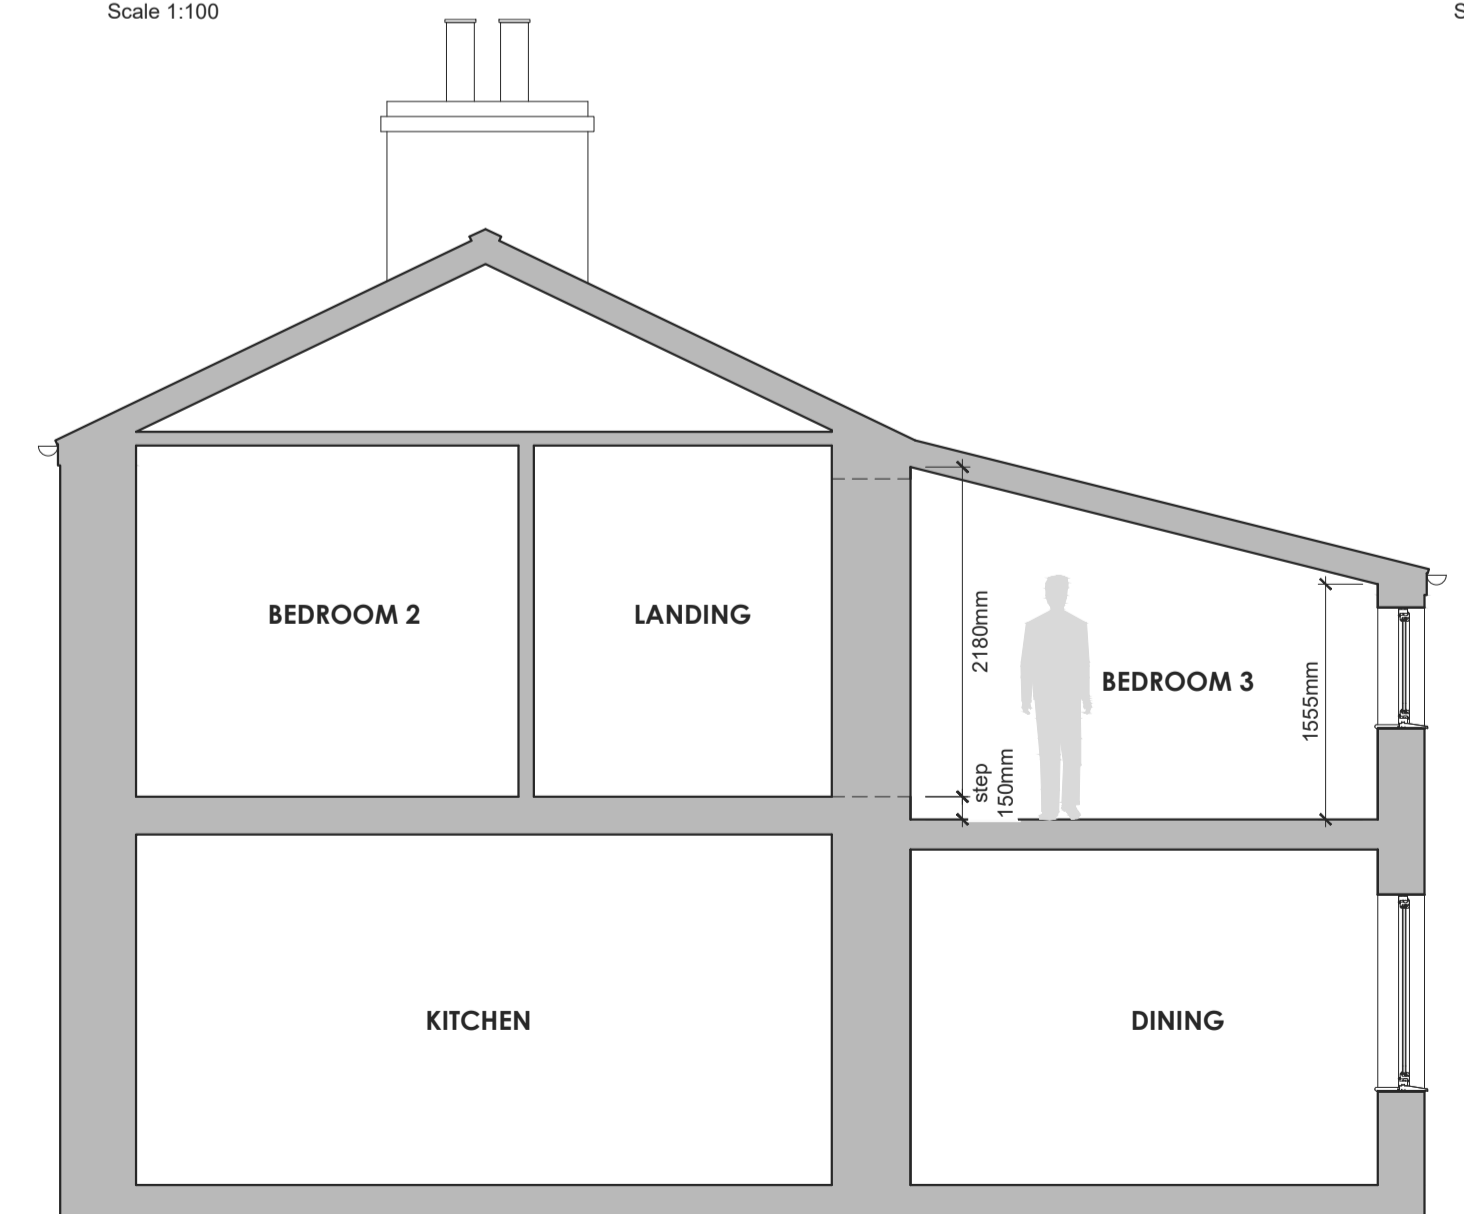 Scale 1:100
S
BEDROOM 2
LANDING
2180mm
BEDROOM 3
1555mm
step
150mm
KITCHEN
DINING